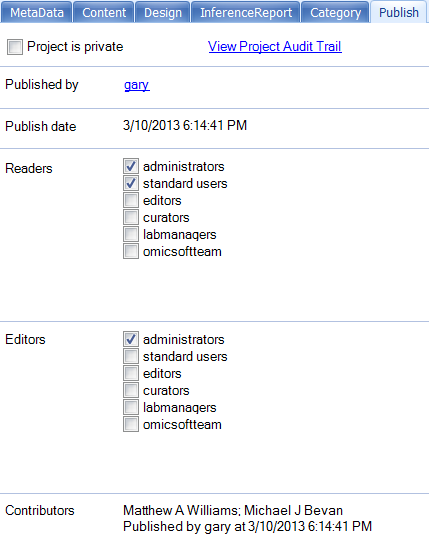 MetaData Content Design InferenceReport Category Publish
Project is private View Project Audit Trail
Published by gary
Publish date 3/10/2013 6:14:41 PM
Readers administrators
standard users
editors
curators
labmanagers
omicsoftteam
Editors administrators
standard users
editors
curators
labmanagers
omicsoftteam
Contributors Matthew A Williams; Michael J Bevan
Published by gary at 3/10/2013 6:14:41 PM